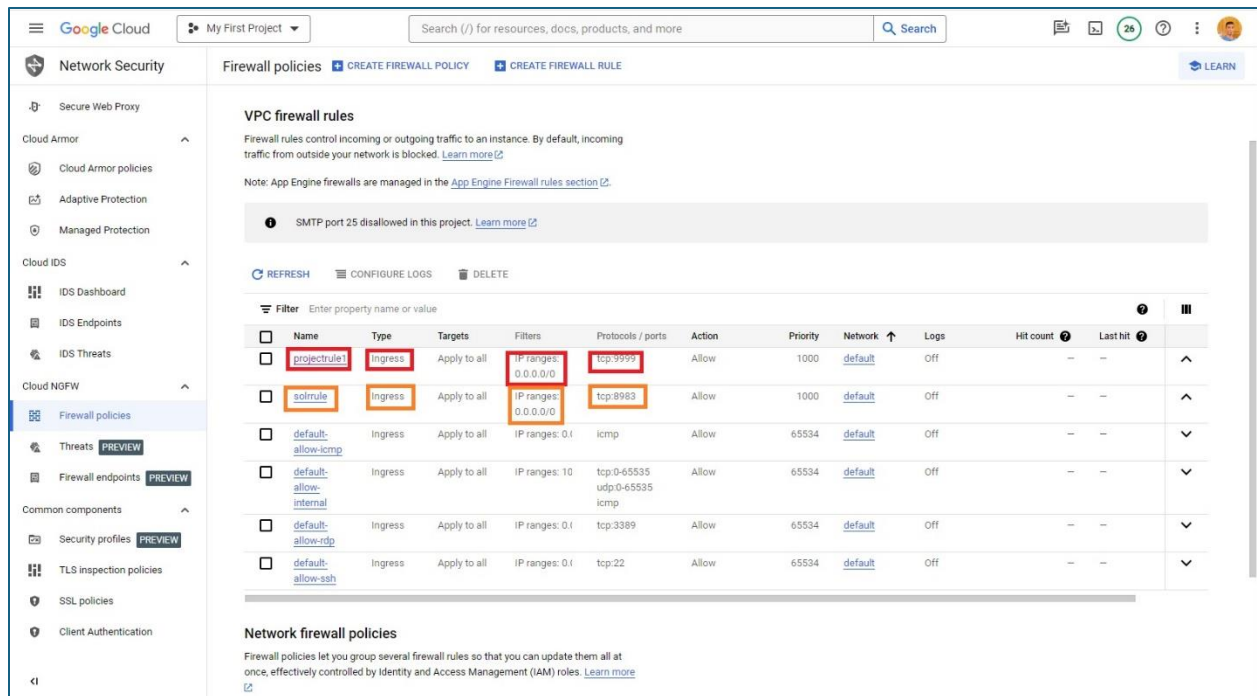 Google Cloud
My First Project
Search (/) for resources, docs, products, and more
Search
26
Network Security
Firewall policies
CREATE FIREWALL POLICY
CREATE FIREWALL RULE
LEARN
Secure Web Proxy
Cloud Armor
Cloud Armor policies
Adaptive Protection
Managed Protection
Cloud IDS
IDS Dashboard
IDS Endpoints
IDS Threats
Cloud NGFW
Firewall policies
Threats PREVIEW
Firewall endpoints PREVIEW
Common components
Security profiles PREVIEW
TLS inspection policies
SSL policies
Client Authentication
VPC firewall rules
Firewall rules control incoming or outgoing traffic to an instance. By default, incoming
traffic from outside your network is blocked. Learn more
Note: App Engine firewalls are managed in the App Engine Firewall rules section.
SMTP port 25 disallowed in this project. Learn more
REFRESH CONFIGURE LOGS DELETE
Filter Enter property name or value
Name Type Targets Filters Protocols / ports Action Priority Network Logs Hit count Last hit
projectrule1 Ingress Apply to all IP ranges: tcp:9999 Allow 1000 default Off – –
0.0.0.0/0
solrrule Ingress Apply to all IP ranges: tcp:8983 Allow 1000 default Off – –
0.0.0.0/0
default- Ingress Apply to all IP ranges: 0.( icmp Allow 65534 default Off – –
allow-icmp
default- Ingress Apply to all IP ranges: 10 tcp:0-65535 Allow 65534 default Off – –
allow- udp:0-65535
internal icmp
default- Ingress Apply to all IP ranges: 0.( tcp:3389 Allow 65534 default Off – –
allow-rdp
default- Ingress Apply to all IP ranges: 0.( tcp:22 Allow 65534 default Off – –
allow-ssh
Network firewall policies
Firewall policies let you group several firewall rules so that you can update them all at
once, effectively controlled by Identity and Access Management (IAM) roles. Learn more